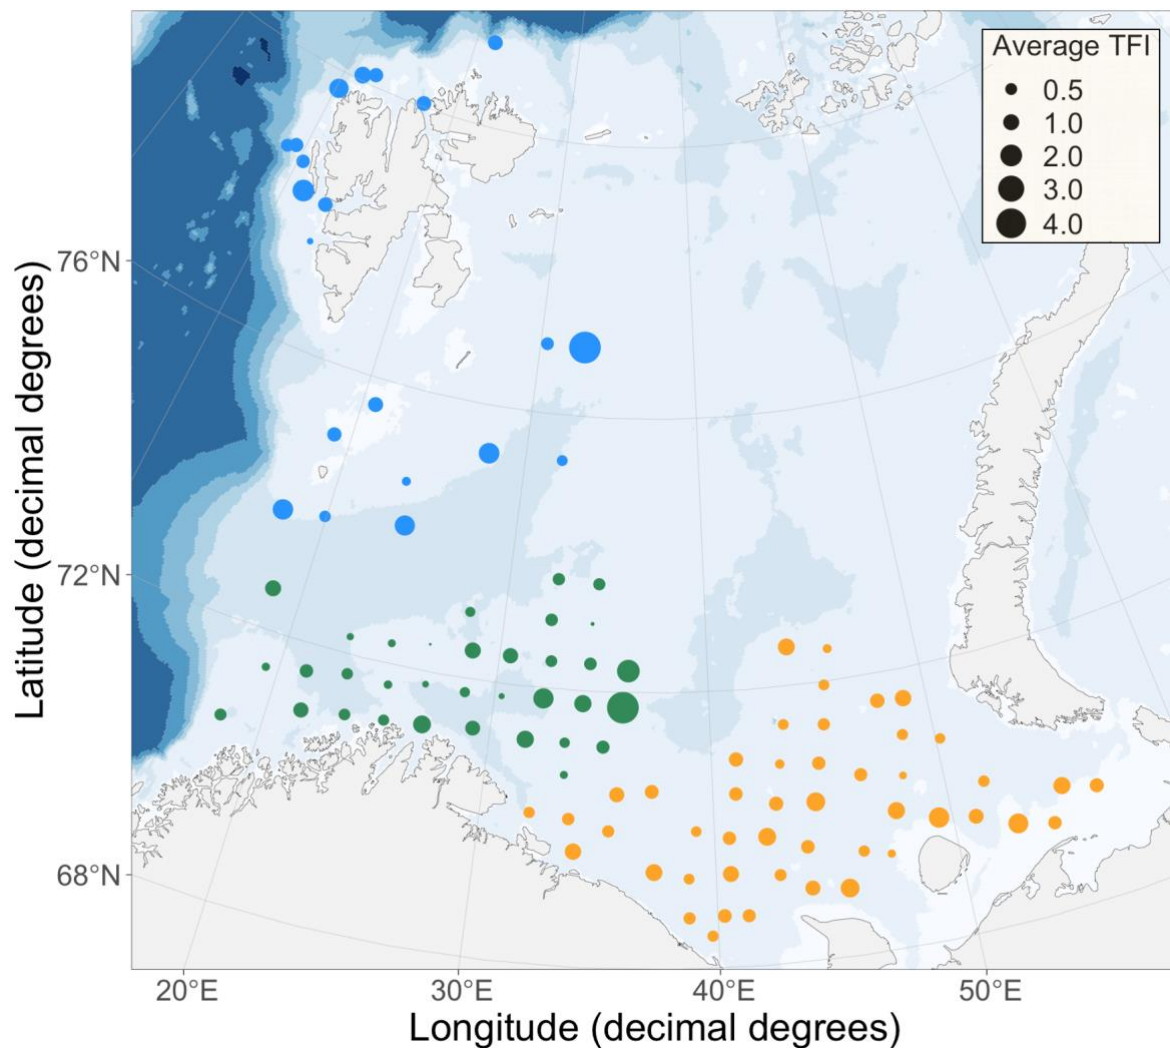 Average TFI
0.5
1.0
2.0
3.0
4.0
76°N
72°N
68°N
Latitude (decimal degrees)
20°E
30°E
40°E
50°E
Longitude (decimal degrees)